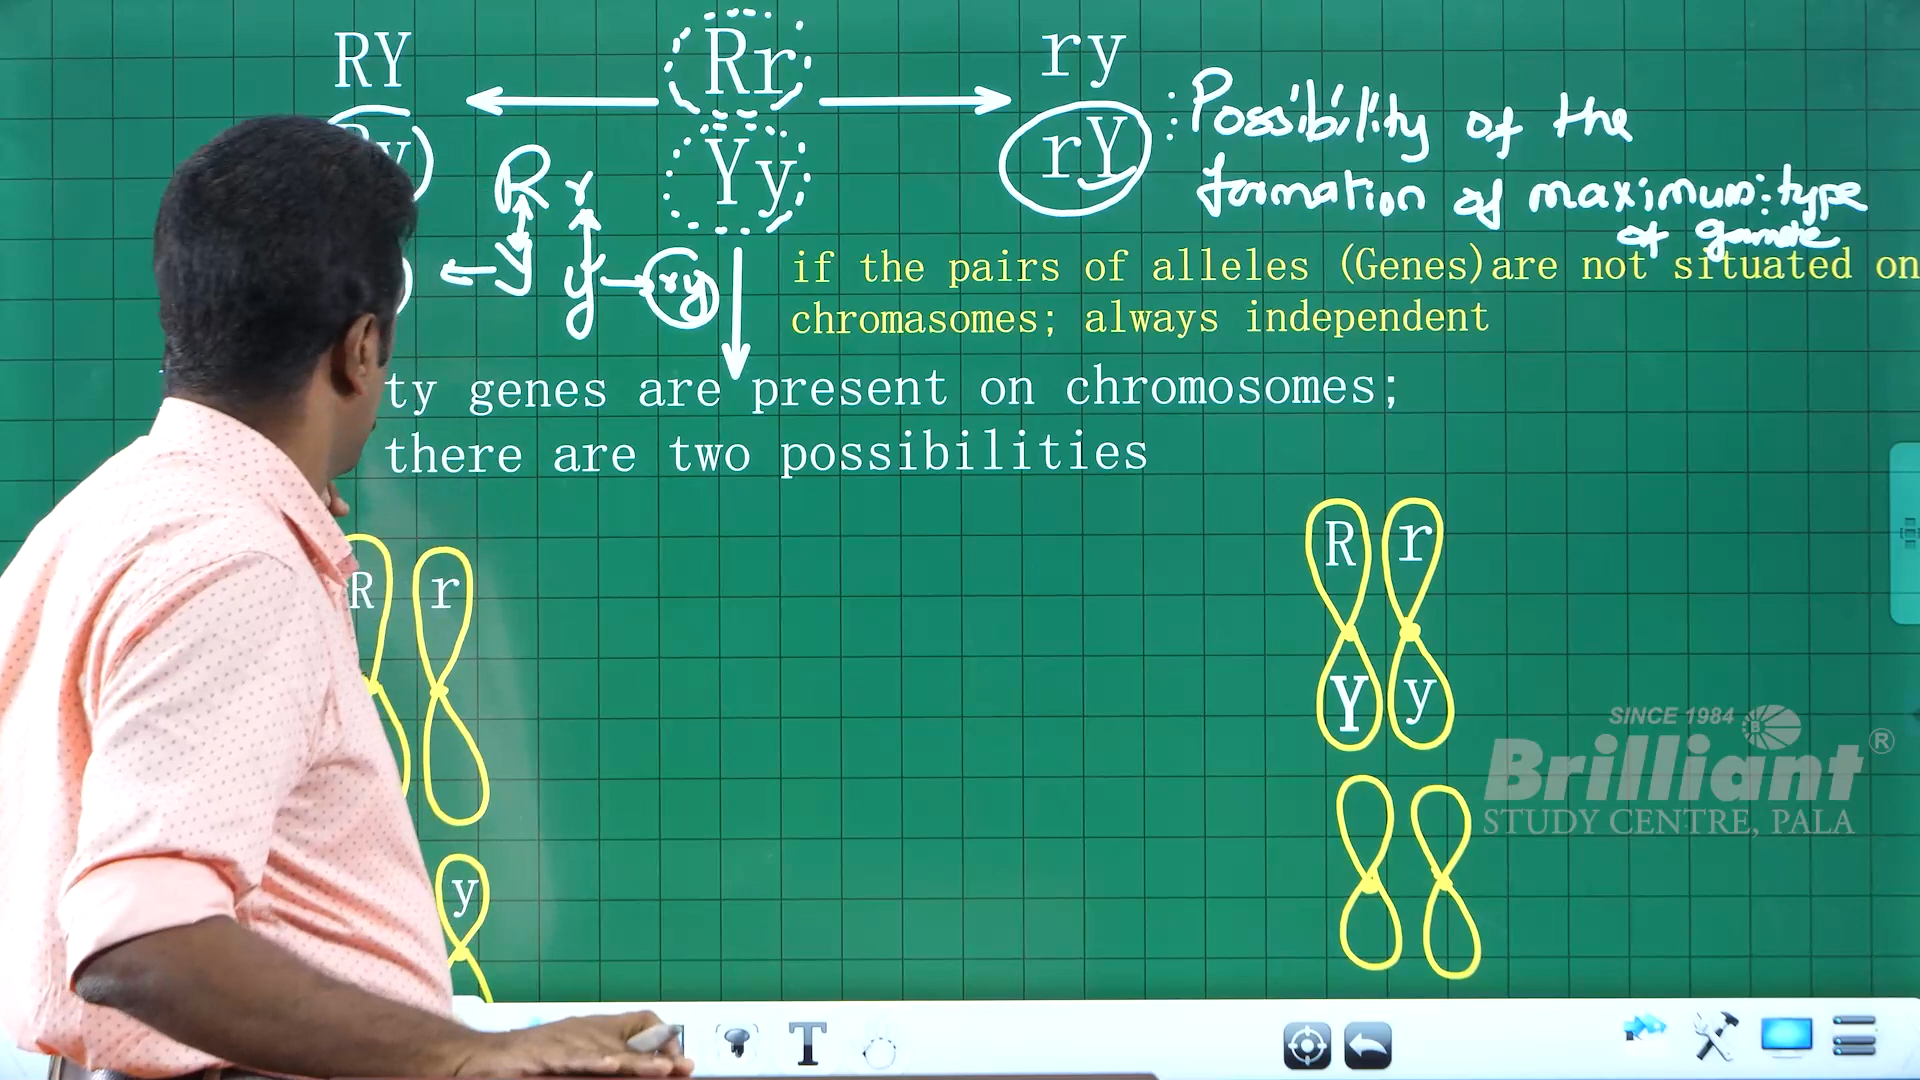 RY
Rr
ry
Yy
rY
R r
y y
ry
: Possibility of the
formation of maximum: type
of gamete
if the pairs of alleles (Genes)are not situated on
chromasomes; always independent
ty genes are present on chromosomes;
there are two possibilities
R r
y
R r
Y y
SINCE 1984
B
Brilliant®
STUDY CENTRE, PALA
T